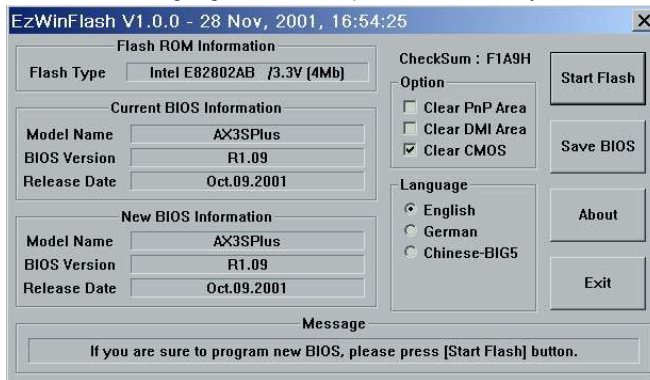 EzWinFlash V1.0.0 - 28 Nov, 2001, 16:54:25
Flash ROM Information
Flash Type Intel E82802AB /3.3V (4Mb)
Current BIOS Information
Model Name AX3SPlus
BIOS Version R1.09
Release Date Oct.09.2001
New BIOS Information
Model Name AX3SPlus
BIOS Version R1.09
Release Date Oct.09.2001
CheckSum : F1A9H
Option
Clear PnP Area
Clear DMI Area
Clear CMOS
Language
English
German
Chinese-BIG5
Start Flash
Save BIOS
About
Exit
Message
If you are sure to program new BIOS, please press [Start Flash] button.